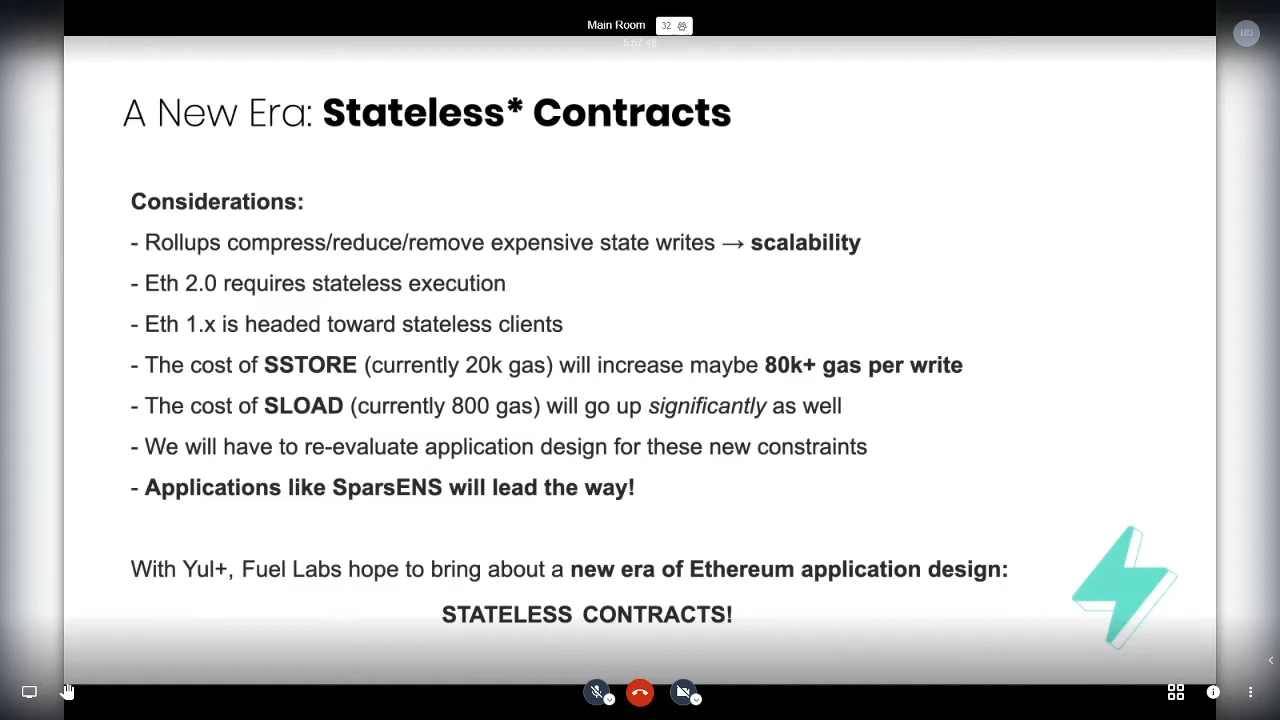 Main Room 32
HD
A New Era: Stateless* Contracts
Considerations:
- Rollups compress/reduce/remove expensive state writes → scalability
- Eth 2.0 requires stateless execution
- Eth 1.x is headed toward stateless clients
- The cost of SSTORE (currently 20k gas) will increase maybe 80k+ gas per write
- The cost of SLOAD (currently 800 gas) will go up significantly as well
- We will have to re-evaluate application design for these new constraints
- Applications like SparsENS will lead the way!
With Yul+, Fuel Labs hope to bring about a new era of Ethereum application design:
STATELESS CONTRACTS!